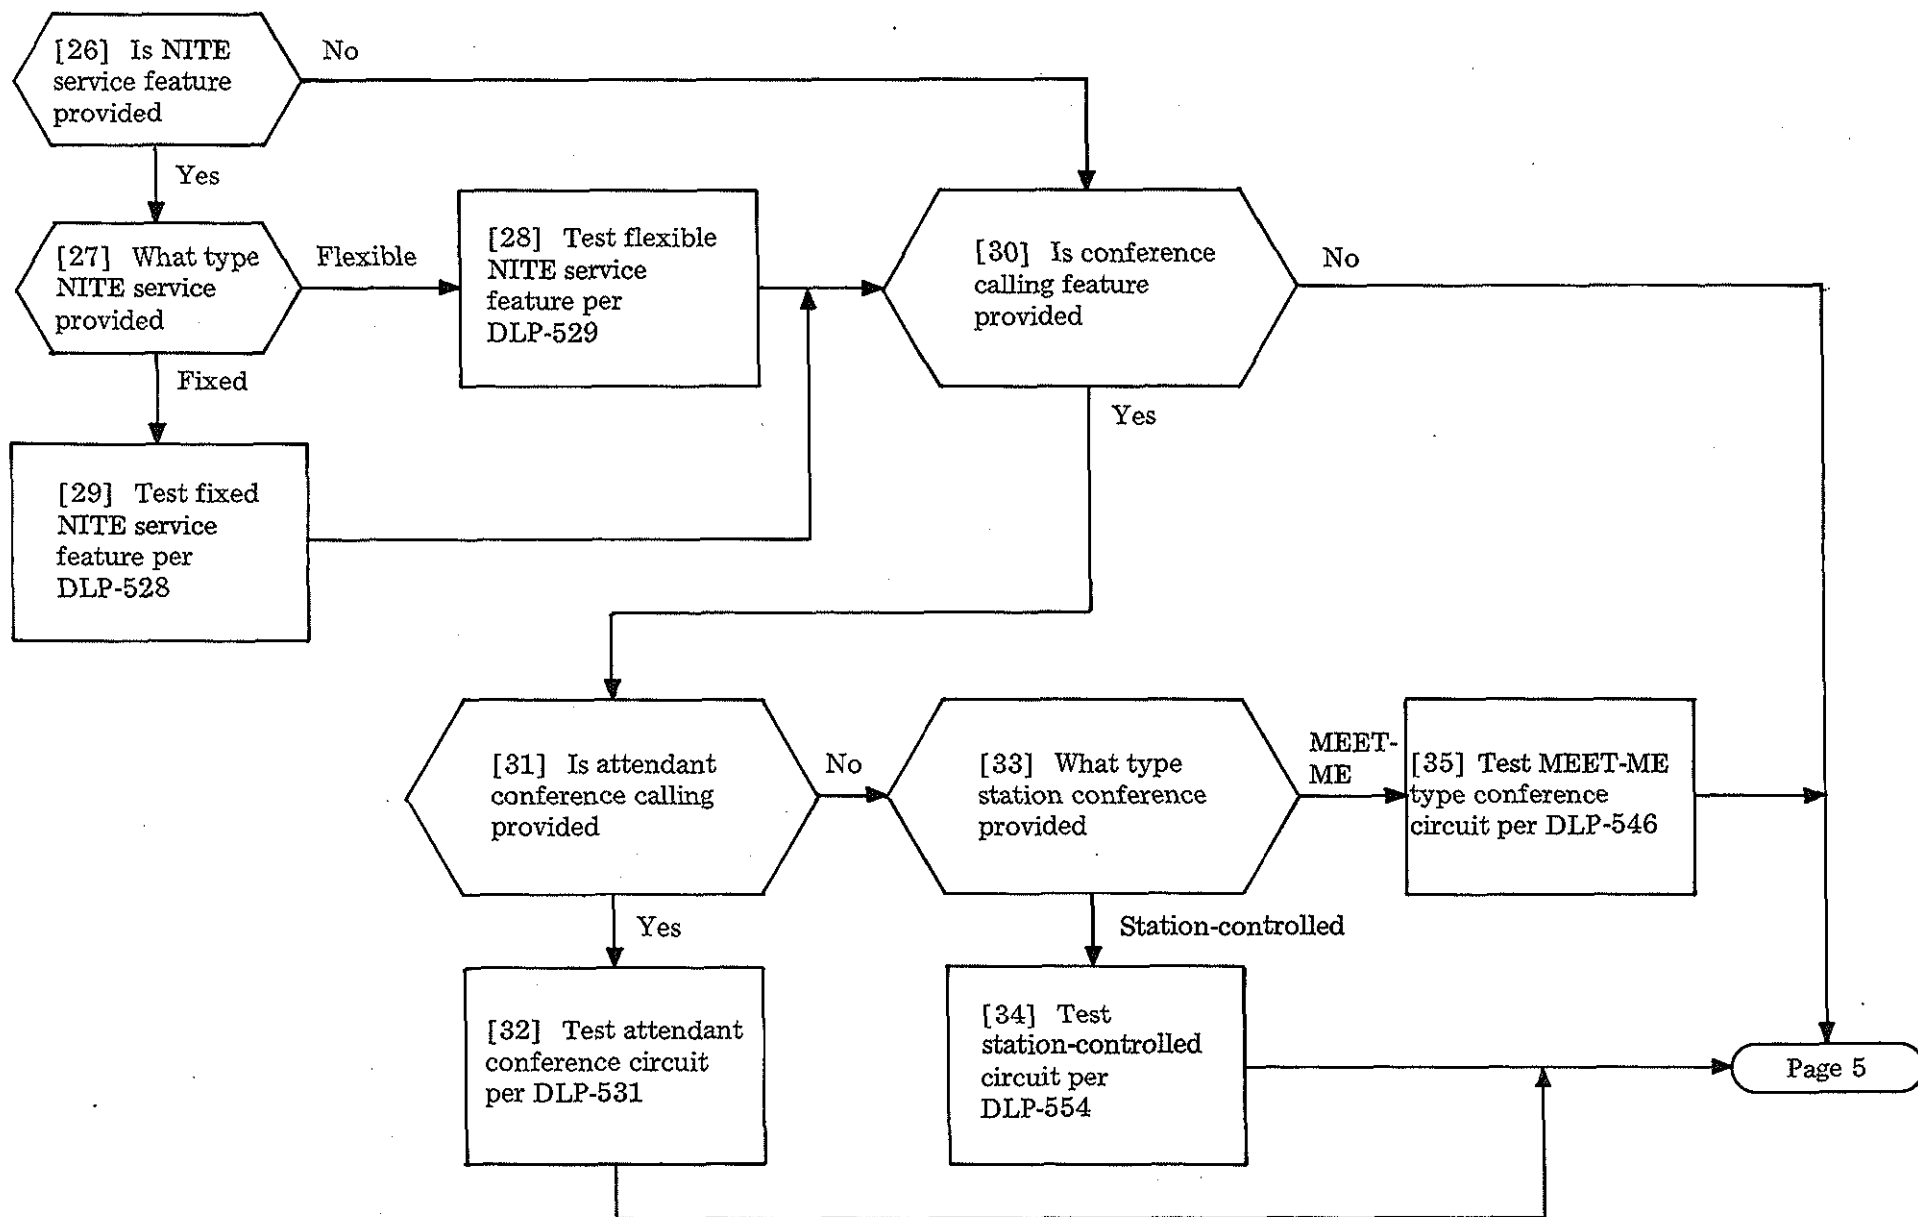 [26] Is NITE
service feature
provided
No
Yes
[27] What type
NITE service
provided
Flexible
[28] Test flexible
NITE service
feature per
DLP-529
[30] Is conference
calling feature
provided
No
Fixed
Yes
[29] Test fixed
NITE service
feature per
DLP-528
[31] Is attendant
conference calling
provided
No
[33] What type
station conference
provided
MEET-
ME
[35] Test MEET-ME
type conference
circuit per DLP-546
Yes
Station-controlled
[32] Test attendant
conference circuit
per DLP-531
[34] Test
station-controlled
circuit per
DLP-554
Page 5